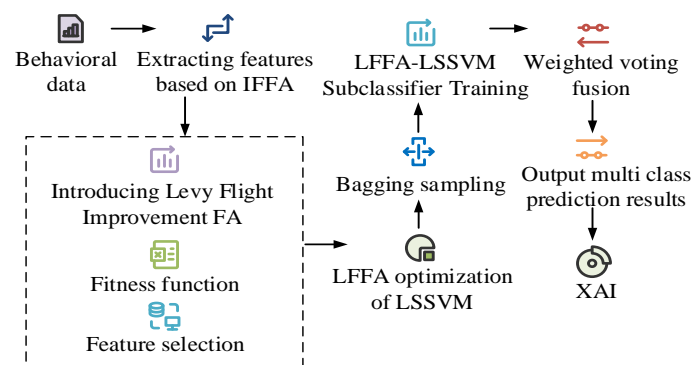 Behavioral
data
Extracting features
based on IFFA
Introducing Levy Flight
Improvement FA
Fitness function
Feature selection
LFFA optimization
of LSSVM
Bagging sampling
LFFA-LSSVM
Subclassifier Training
Weighted voting
fusion
Output multi class
prediction results
XAI